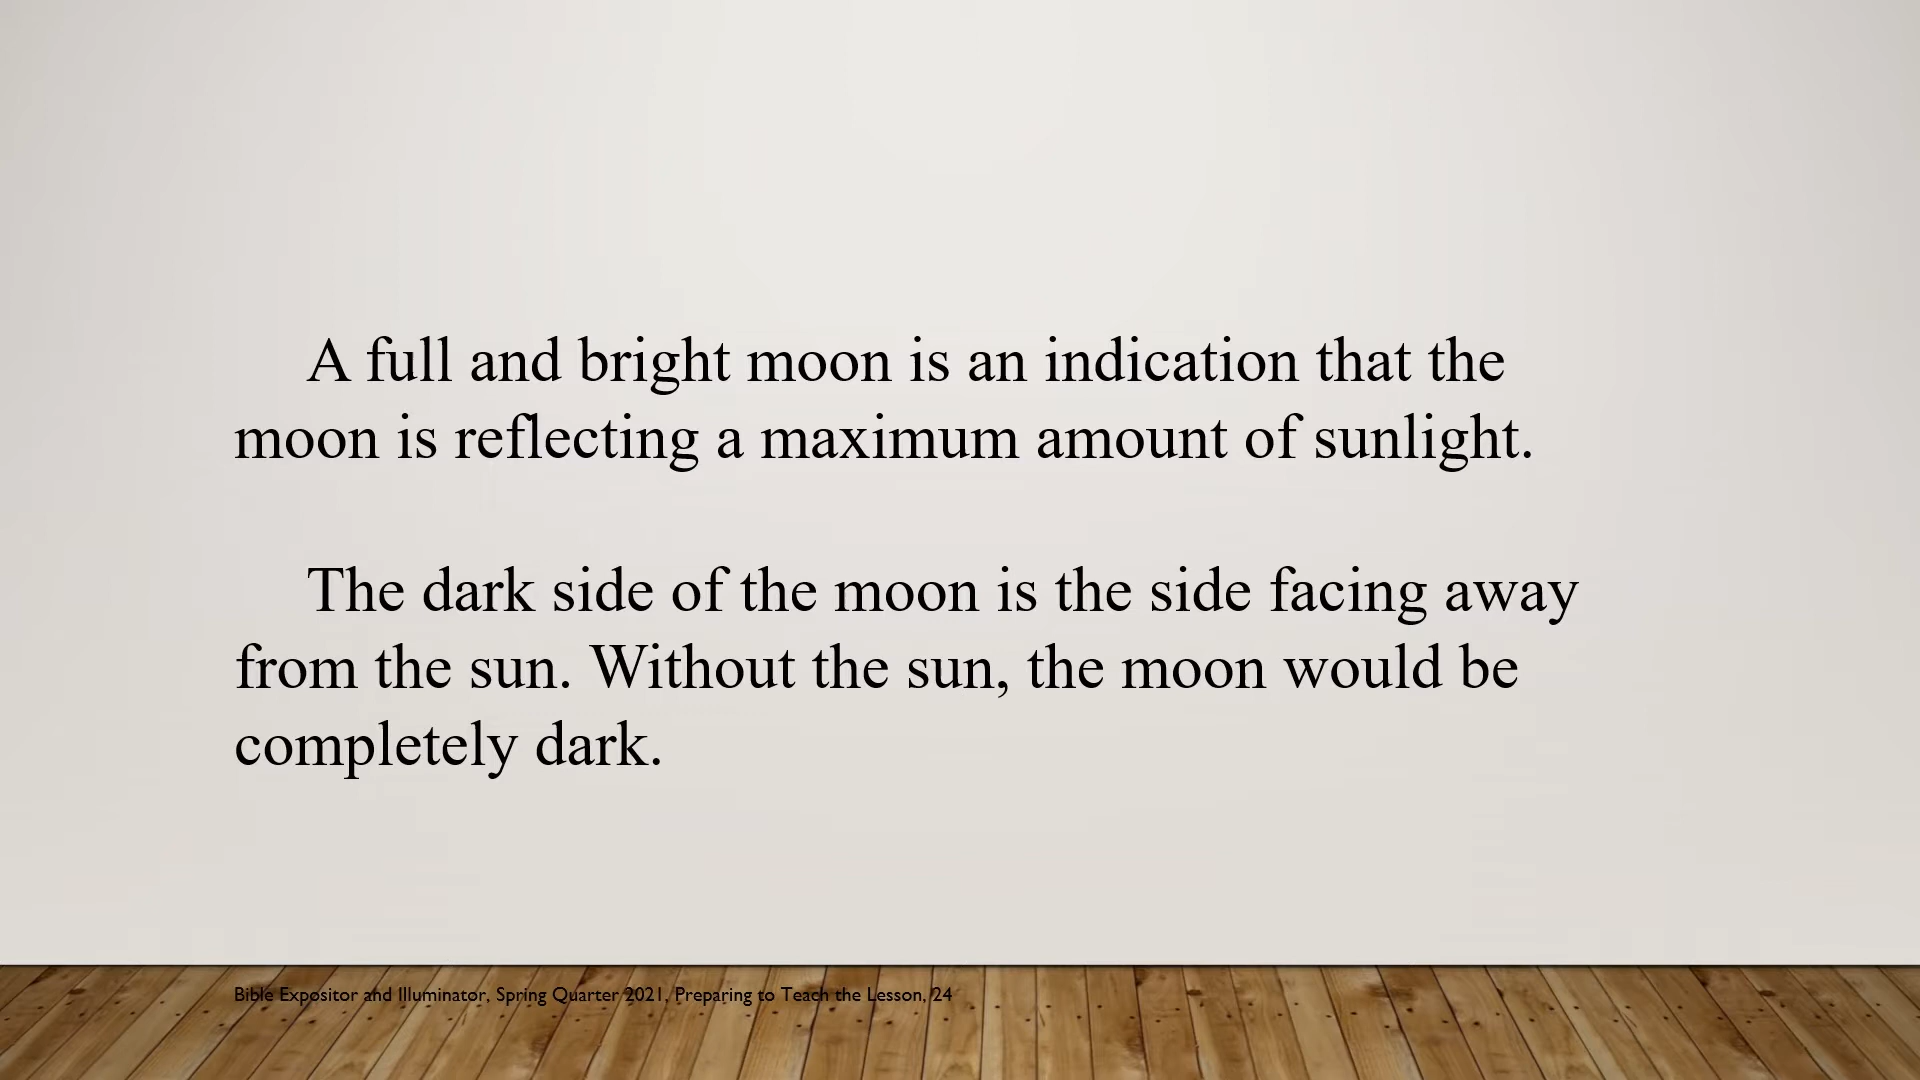 A full and bright moon is an indication that the
moon is reflecting a maximum amount of sunlight.
The dark side of the moon is the side facing away
from the sun. Without the sun, the moon would be
completely dark.
Bible Expositor and Illuminator, Spring Quarter 2021, Preparing to Teach the Lesson, 24